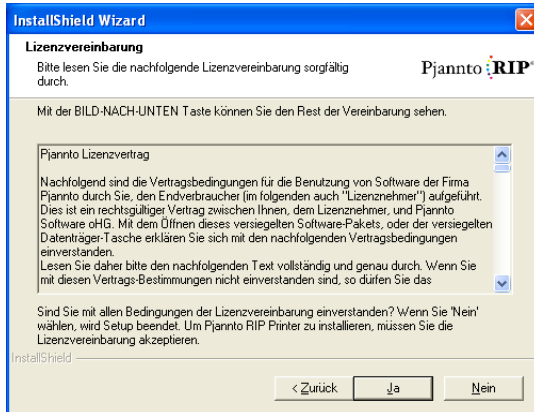 InstallShield Wizard
Lizenzvereinbarung
Bitte lesen Sie die nachfolgende Lizenzvereinbarung sorgfältig
durch.
Pjannto RIP®
Mit der BILD-NACH-UNTEN Taste können Sie den Rest der Vereinbarung sehen.
Pjannto Lizenzvertrag
Nachfolgend sind die Vertragsbedingungen für die Benutzung von Software der Firma
Pjannto durch Sie, den Endverbraucher (im folgenden auch "Lizenznehmer") aufgeführt.
Dies ist ein rechtsgültiger Vertrag zwischen Ihnen, dem Lizenznehmer, und Pjannto
Software oHG. Mit dem Öffnen dieses versiegelten Software-Pakets, oder der versiegelten
Datenträger-Tasche erklären Sie sich mit den nachfolgenden Vertragsbedingungen
einverstanden.
Lesen Sie daher bitte den nachfolgenden Text vollständig und genau durch. Wenn Sie
mit diesen Vertrags-Bestimmungen nicht einverstanden sind, so dürfen Sie das
Sind Sie mit allen Bedingungen der Lizenzvereinbarung einverstanden? Wenn Sie 'Nein'
wählen, wird Setup beendet. Um Pjannto RIP Printer zu installieren, müssen Sie die
Lizenzvereinbarung akzeptieren.
InstallShield
< Zurück
Ja
Nein